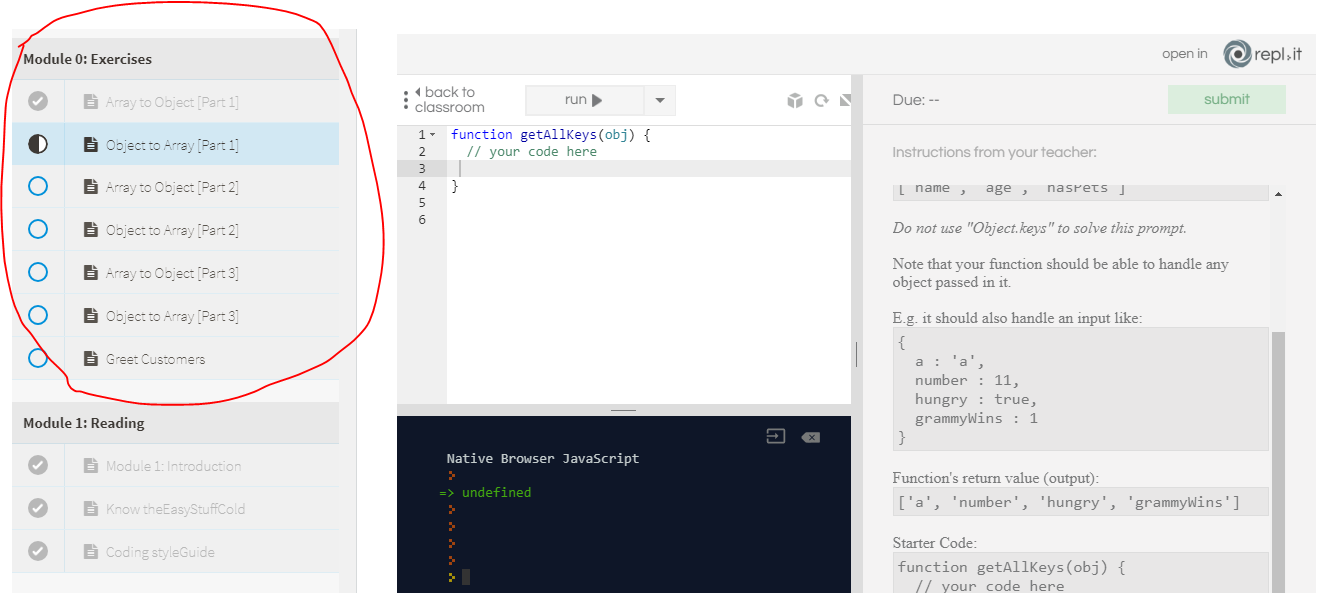 Module 0: Exercises
Array to Object [Part 1]
Object to Array [Part 1]
Array to Object [Part 2]
Object to Array [Part 2]
Array to Object [Part 3]
Object to Array [Part 3]
Greet Customers
Module 1: Reading
Module 1: Introduction
Know theEasyStuffCold
Coding styleGuide
open in repl.it
back to
classroom
run
1 function getAllKeys(obj) {
2 // your code here
3
4 }
5
6
Native Browser JavaScript
=> undefined
Due: --
submit
Instructions from your teacher:
[ name , age , hasPets ]
Do not use "Object.keys" to solve this prompt.
Note that your function should be able to handle any
object passed in it.
E.g. it should also handle an input like:
{
a : 'a',
number : 11,
hungry : true,
grammyWins : 1
}
Function's return value (output):
['a', 'number', 'hungry', 'grammyWins']
Starter Code:
function getAllKeys(obj) {
// your code here